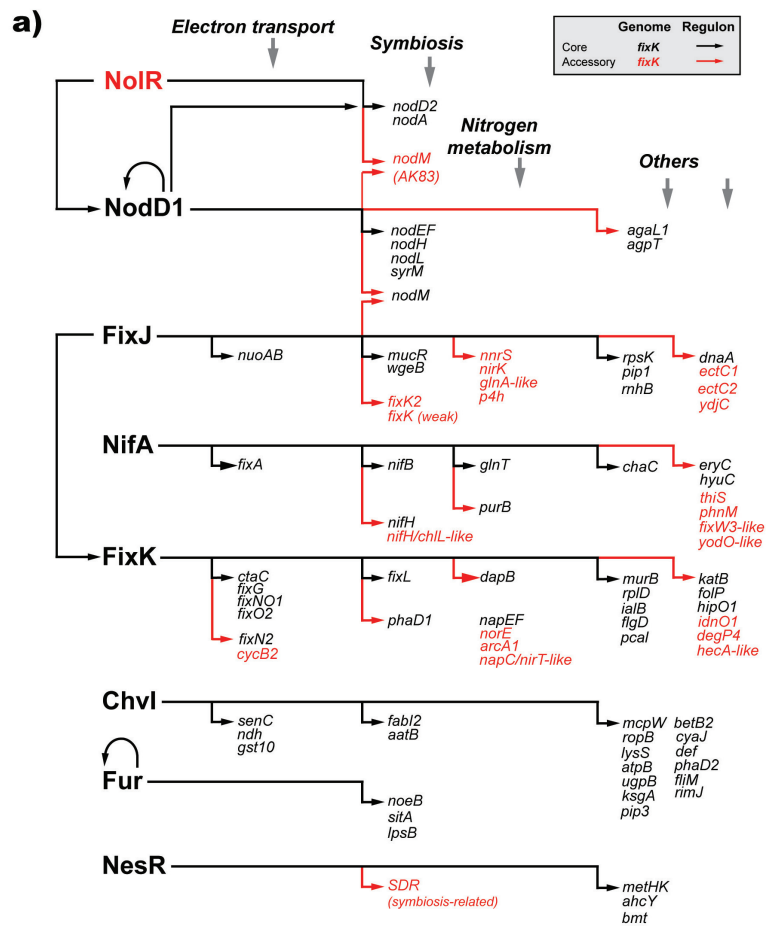 a)
Electron transport
Symbiosis
Nitrogen
metabolism
Others
Genome Regulon
Core fixK
Accessory fixK
NolR
nodD2
nodA
nodM
(AK83)
NodD1
nodEF
nodH
nodL
syrM
nodM
agaL1
agpT
FixJ
nuoAB
mucR
wgeB
fixK2
fixK (weak)
nnrS
nirK
glnA-like
p4h
rpsK
pip1
rnhB
dnaA
ectC1
ectC2
ydjC
NifA
fixA
nifB
nifH
nifH/chlL-like
glnT
purB
chaC
eryC
hyuC
thiS
phnM
fixW3-like
yodO-like
FixK
ctaC
fixG
fixNO1
fixO2
fixN2
cycB2
fixL
phaD1
dapB
napEF
norE
arcA1
napC/nirT-like
murB
rplD
ialB
flgD
pcaI
katB
folP
hipO1
idnO1
degP4
hecA-like
ChvI
senC
ndh
gst10
fabI2
aatB
mcpW
ropB
lysS
atpB
ugpB
ksgA
pip3
betB2
cyaJ
def
phaD2
fliM
rimJ
Fur
noeB
sitA
lpsB
NesR
SDR
(symbiosis-related)
metHK
ahcY
bmt